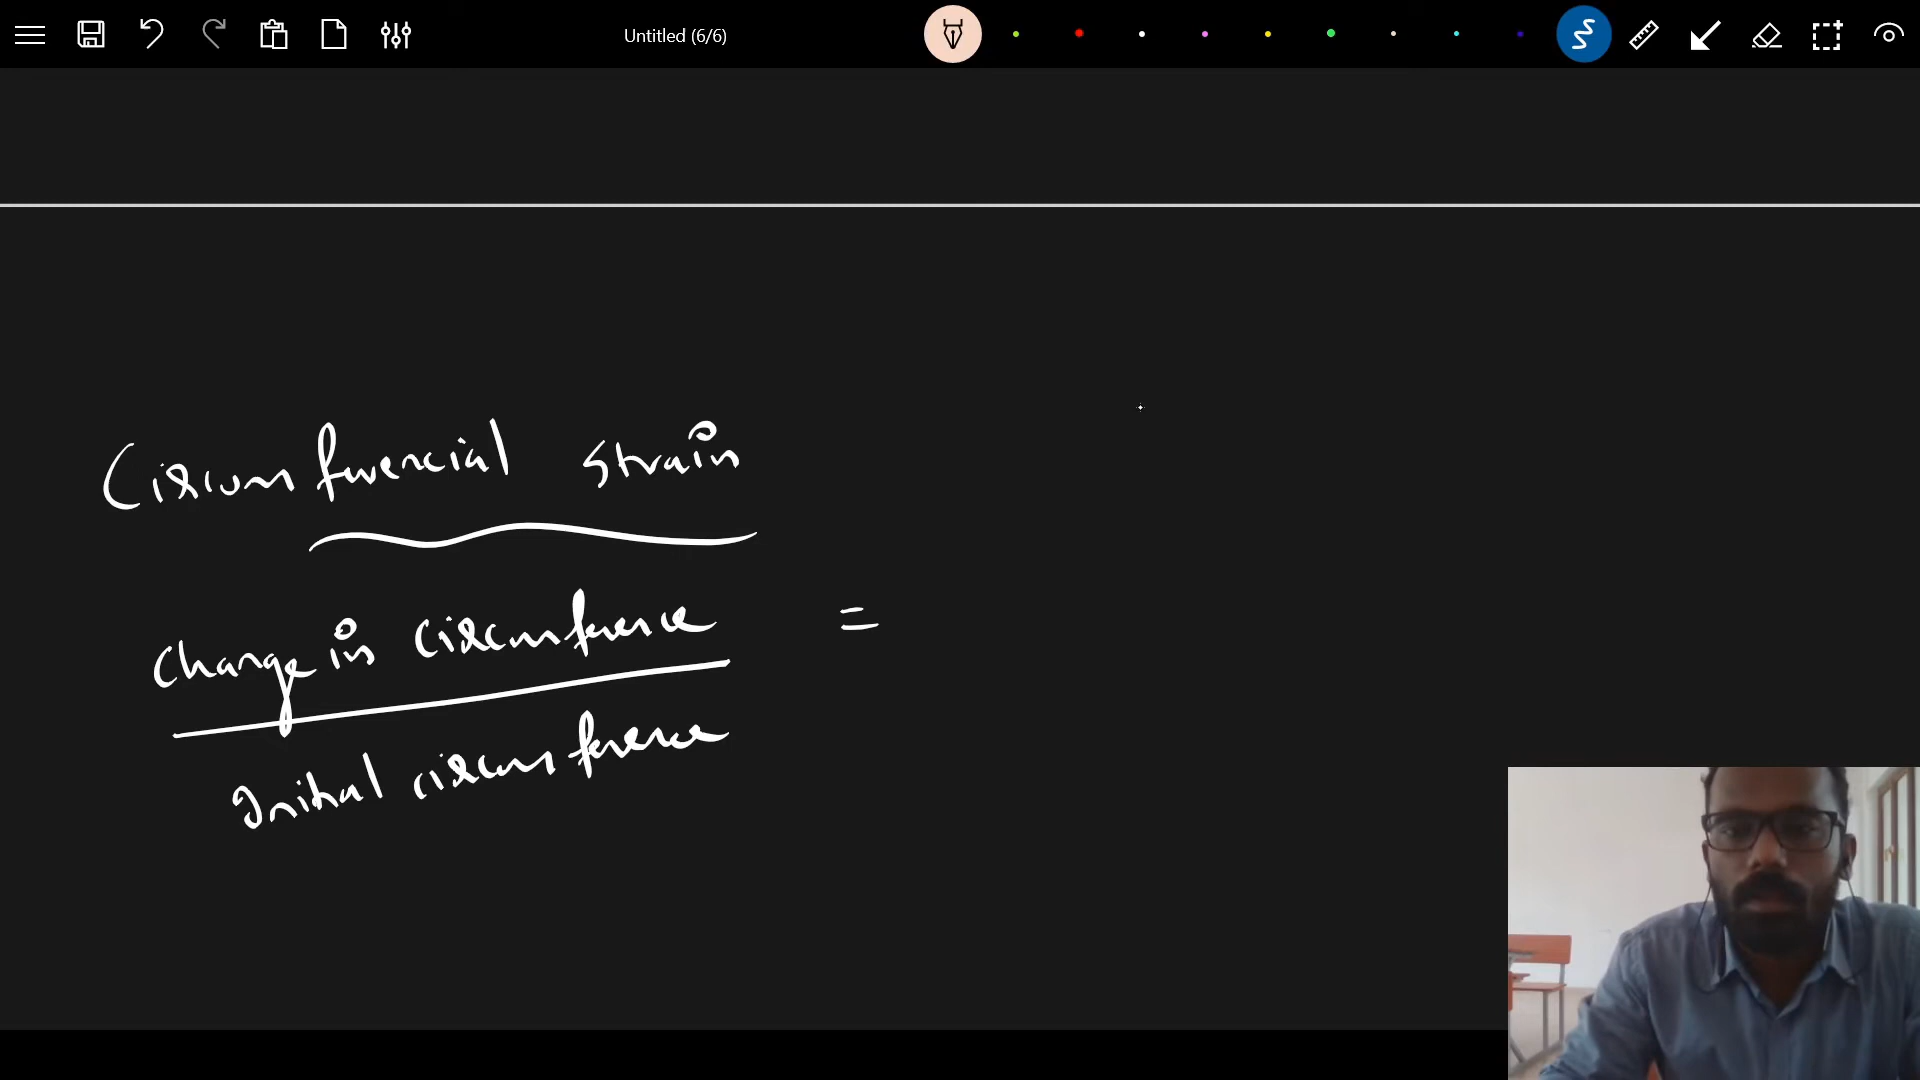 Untitled (6/6)
Circumferencial strain
change in circumference =
Initial circumference